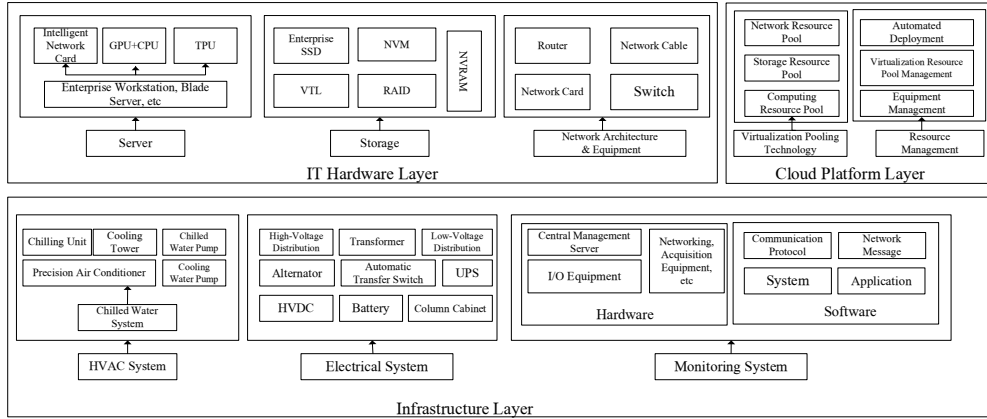 Intelligent
Network
Card
GPU+CPU
TPU
Enterprise Workstation, Blade
Server, etc
Server
Enterprise
SSD
NVM
NVRAM
VTL
RAID
Storage
Router
Network Cable
Network Card
Switch
Network Architecture
& Equipment
IT Hardware Layer
Network Resource
Pool
Storage Resource
Pool
Computing
Resource Pool
Virtualization Pooling
Technology
Automated
Deployment
Virtualization Resource
Pool Management
Equipment
Management
Resource
Management
Cloud Platform Layer
Chilling Unit
Cooling
Tower
Chilled
Water Pump
Precision Air Conditioner
Cooling
Water Pump
Chilled Water
System
HVAC System
High-Voltage
Distribution
Transformer
Low-Voltage
Distribution
Alternator
Automatic
Transfer Switch
UPS
HVDC
Battery
Column Cabinet
Electrical System
Central Management
Server
Networking,
Acquisition
Equipment,
etc
I/O Equipment
Hardware
Communication
Protocol
Network
Message
System
Application
Software
Monitoring System
Infrastructure Layer